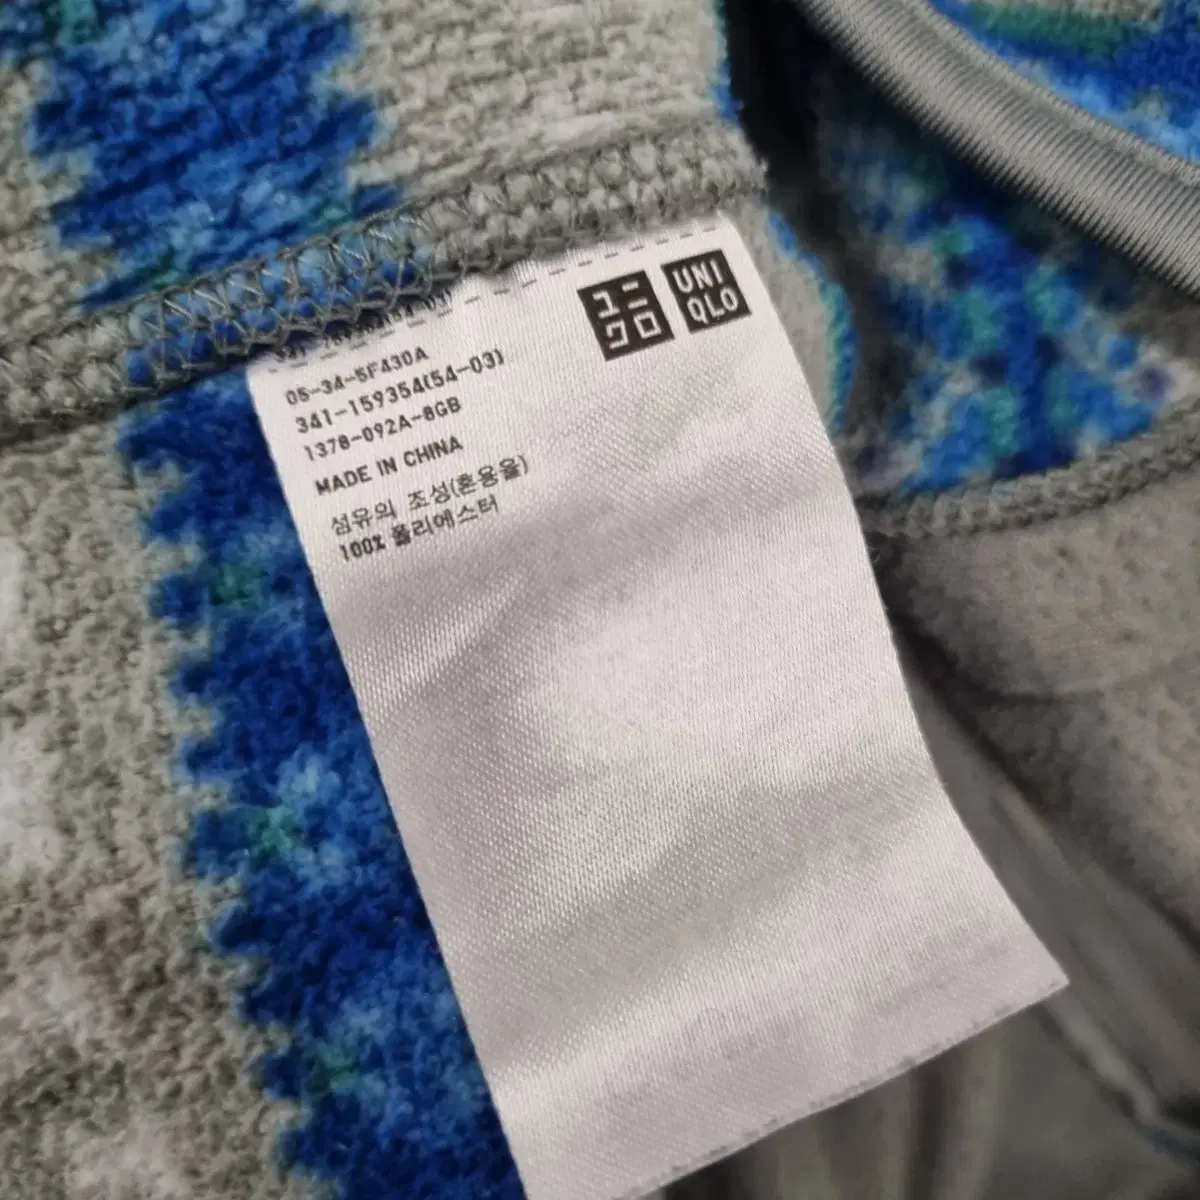 ユニ
クロ
UNI
QLO
05-34-5F430A
341-159354(54-03)
1378-092A-8GB
MADE IN CHINA
섬유의 조성(혼용율)
100% 폴리에스터